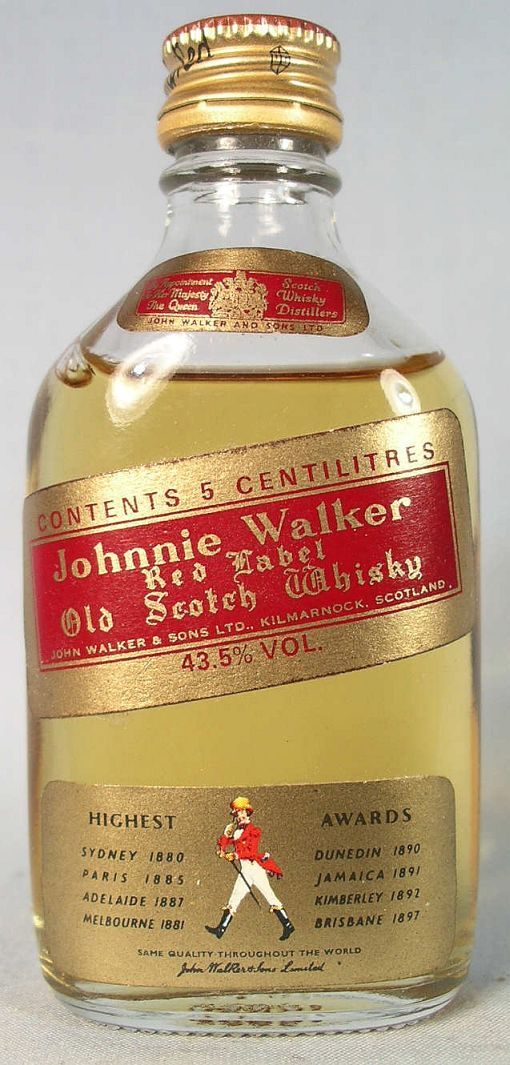 Red
By Appointment
to Her Majesty
The Queen
Scotch
Whisky
Distillers
JOHN WALKER AND SONS LTD
CONTENTS 5 CENTILITRES
Johnnie Walker
Red Label
Old Scotch Whisky
JOHN WALKER & SONS LTD., KILMARNOCK, SCOTLAND.
43.5% VOL.
HIGHEST AWARDS
SYDNEY 1880 DUNEDIN 1890
PARIS 1885 JAMAICA 1891
ADELAIDE 1887 KIMBERLEY 1892
MELBOURNE 1881 BRISBANE 1897
SAME QUALITY THROUGHOUT THE WORLD
John Walker & Sons Limited